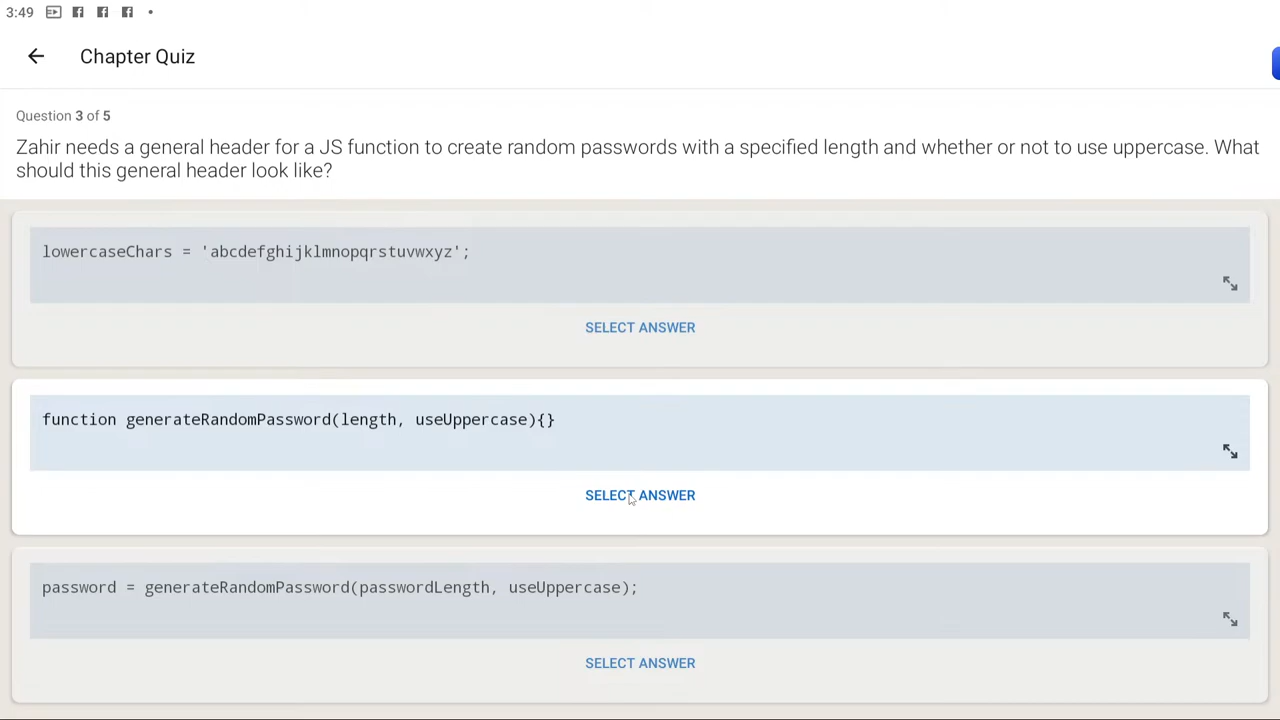 3:49
Chapter Quiz
Question 3 of 5
Zahir needs a general header for a JS function to create random passwords with a specified length and whether or not to use uppercase. What
should this general header look like?
lowercaseChars = 'abcdefghijklmnopqrstuvwxyz';
SELECT ANSWER
function generateRandomPassword(length, useUppercase){}
SELECT ANSWER
password = generateRandomPassword(passwordLength, useUppercase);
SELECT ANSWER